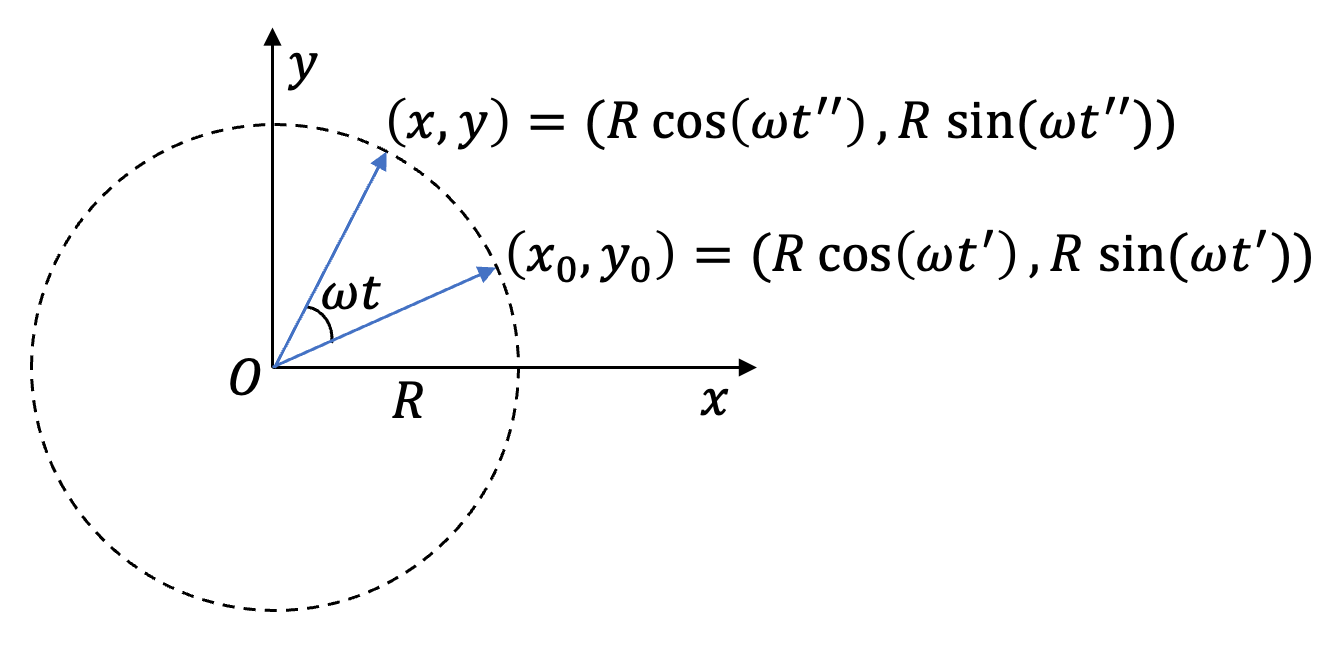 y
(x, y) = (R cos(ωt′′) , R sin(ωt′′))
(x₀, y₀) = (R cos(ωt′) , R sin(ωt′))
ωt
O
R
x